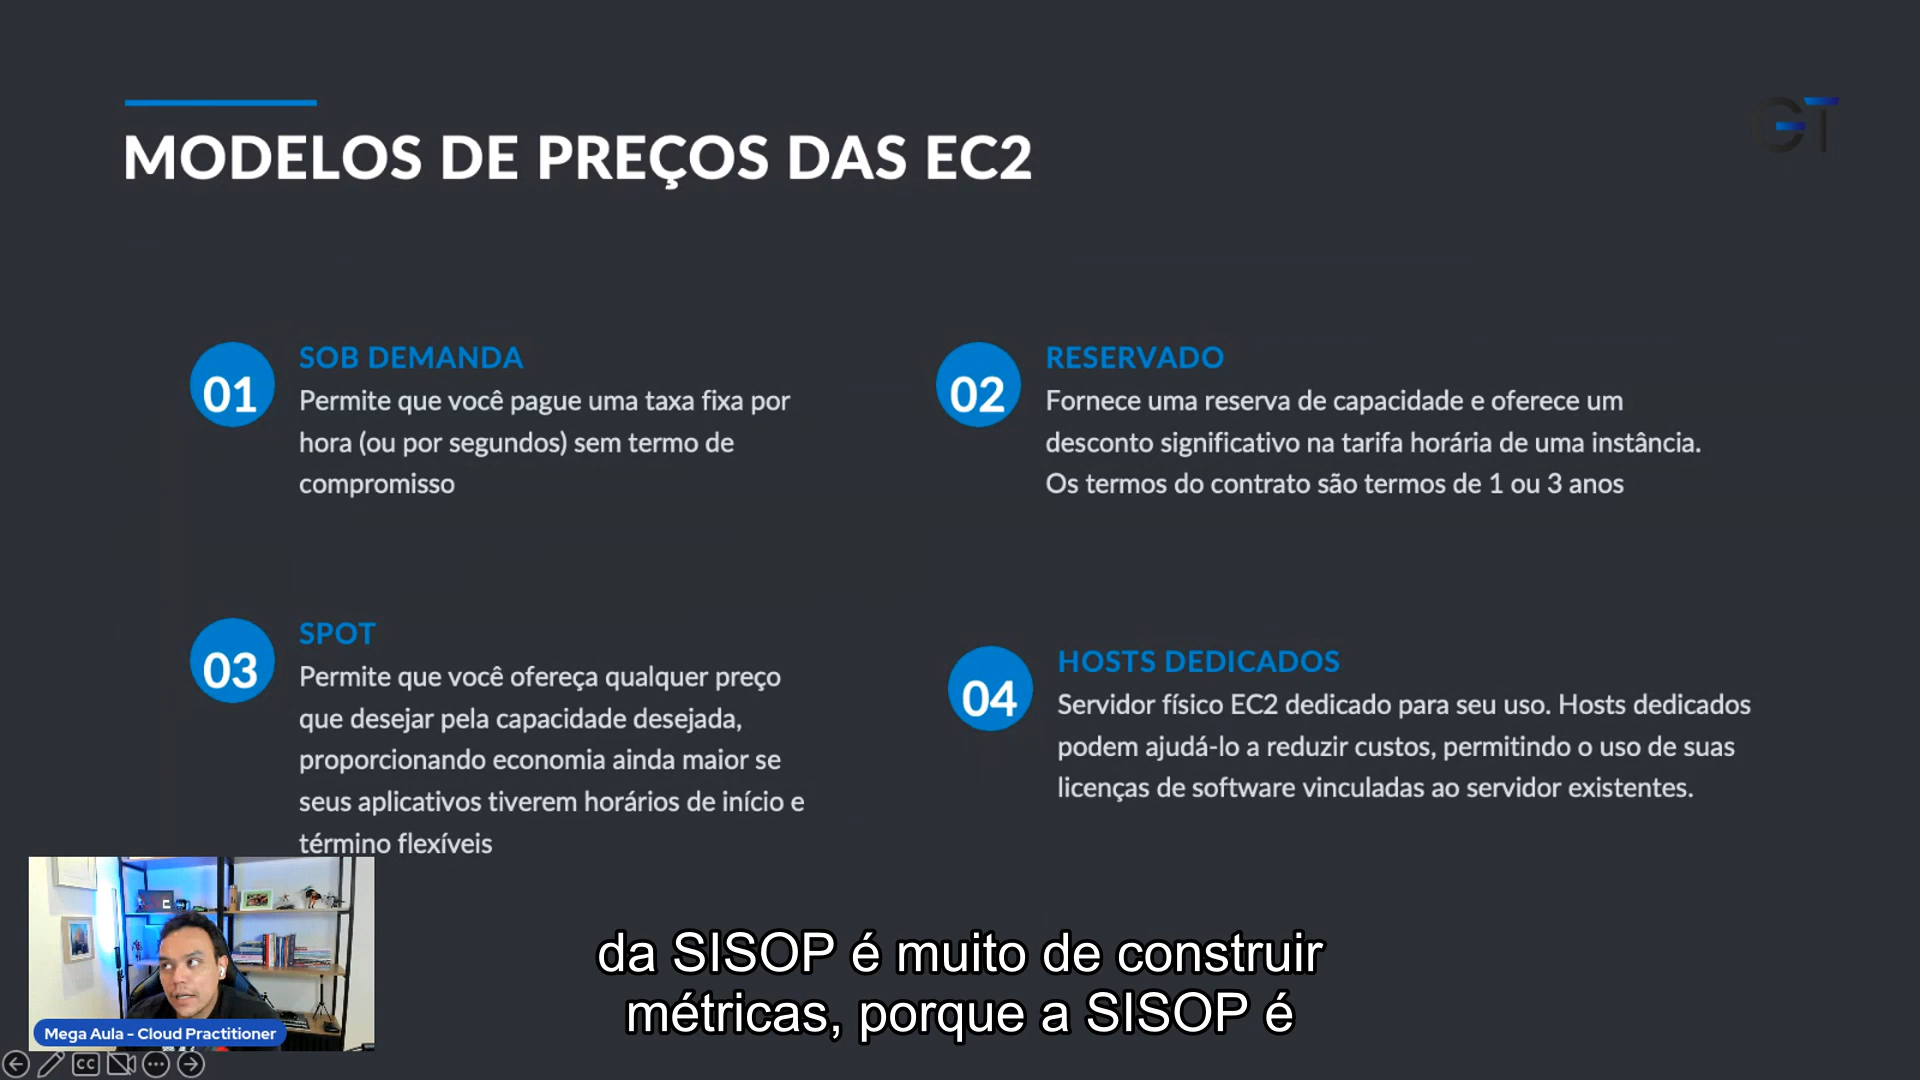 GT
MODELOS DE PREÇOS DAS EC2
01
SOB DEMANDA
Permite que você pague uma taxa fixa por
hora (ou por segundos) sem termo de
compromisso
02
RESERVADO
Fornece uma reserva de capacidade e oferece um
desconto significativo na tarifa horária de uma instância.
Os termos do contrato são termos de 1 ou 3 anos
03
SPOT
Permite que você ofereça qualquer preço
que desejar pela capacidade desejada,
proporcionando economia ainda maior se
seus aplicativos tiverem horários de início e
término flexíveis
04
HOSTS DEDICADOS
Servidor físico EC2 dedicado para seu uso. Hosts dedicados
podem ajudá-lo a reduzir custos, permitindo o uso de suas
licenças de software vinculadas ao servidor existentes.
Mega Aula - Cloud Practitioner
CC
da SISOP é muito de construir
métricas, porque a SISOP é